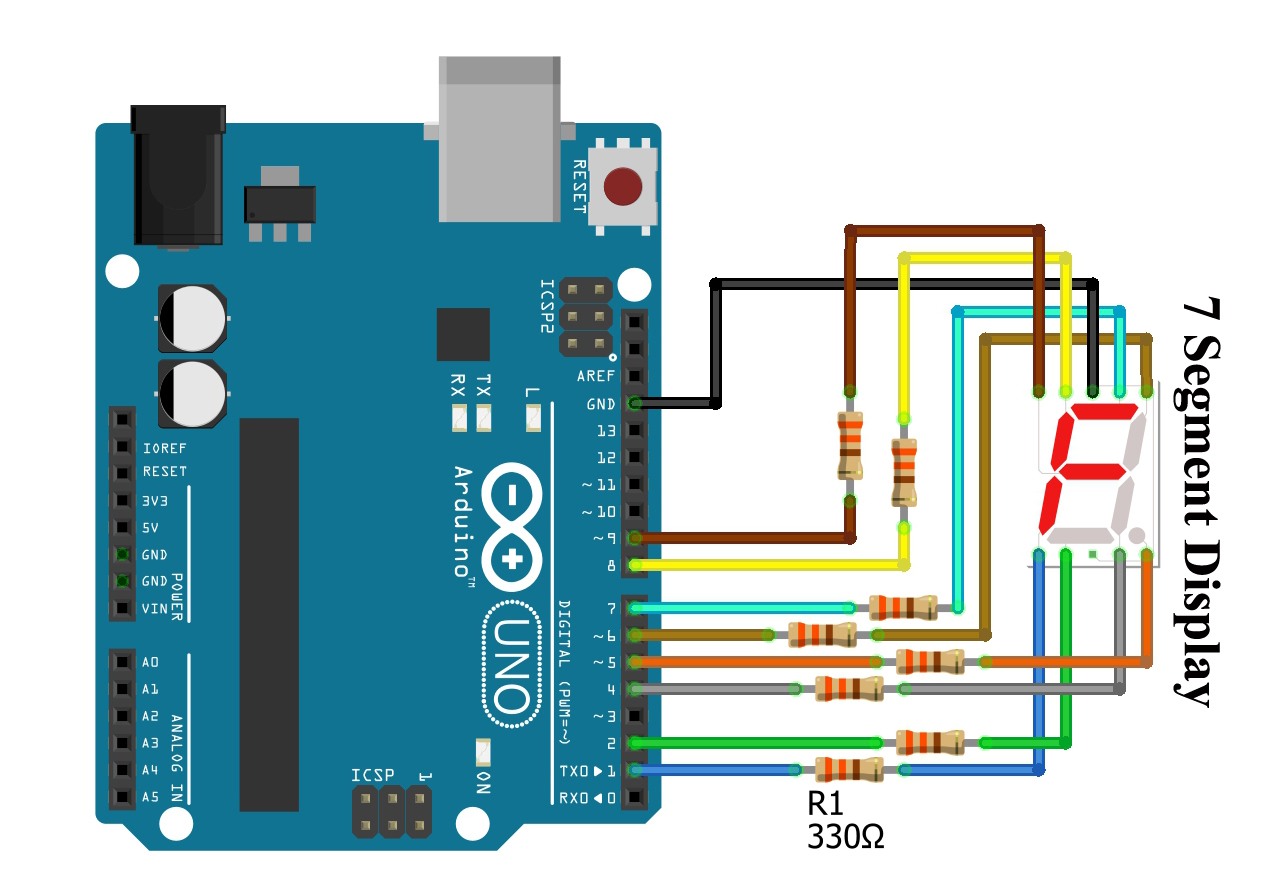 RESET
ICSP2
AREF
GND
13
12
~11
~10
~9
8
7
~6
~5
4
~3
2
TX0▶1
RX0◀0
RX
TX
L
Arduino™
UNO
DIGITAL (PWM=~)
IOREF
RESET
3V3
5V
GND
GND
VIN
POWER
A0
A1
A2
A3
A4
A5
ANALOG IN
ICSP
1
ON
R1
330Ω
7 Segment Display